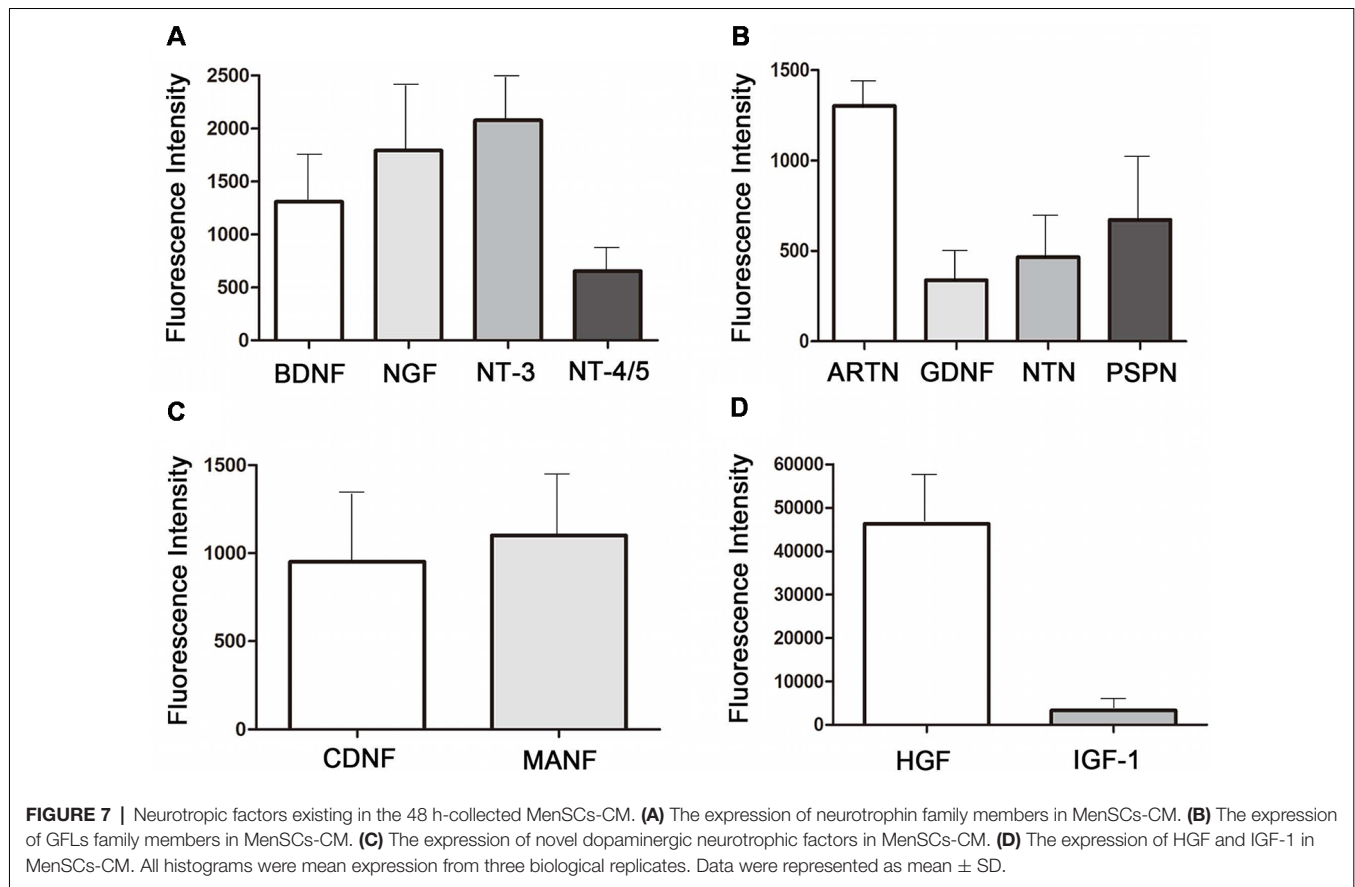 A
Fluorescence Intensity
2500
2000
1500
1000
500
0
BDNF NGF NT-3 NT-4/5
B
Fluorescence Intensity
1500
1000
500
0
ARTN GDNF NTN PSPN
C
Fluorescence Intensity
1500
1000
500
0
CDNF MANF
D
Fluorescence Intensity
60000
50000
40000
30000
20000
10000
0
HGF IGF-1
FIGURE 7 | Neurotropic factors existing in the 48 h-collected MenSCs-CM. (A) The expression of neurotrophin family members in MenSCs-CM. (B) The expression
of GFLs family members in MenSCs-CM. (C) The expression of novel dopaminergic neurotrophic factors in MenSCs-CM. (D) The expression of HGF and IGF-1 in
MenSCs-CM. All histograms were mean expression from three biological replicates. Data were represented as mean ± SD.